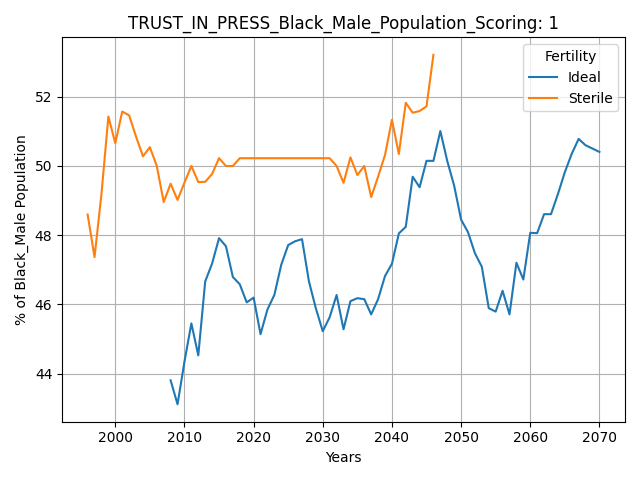 TRUST_IN_PRESS_Black_Male_Population_Scoring: 1
Fertility
Ideal
Sterile
% of Black_Male Population
52
50
48
46
44
2000 2010 2020 2030 2040 2050 2060 2070
Years